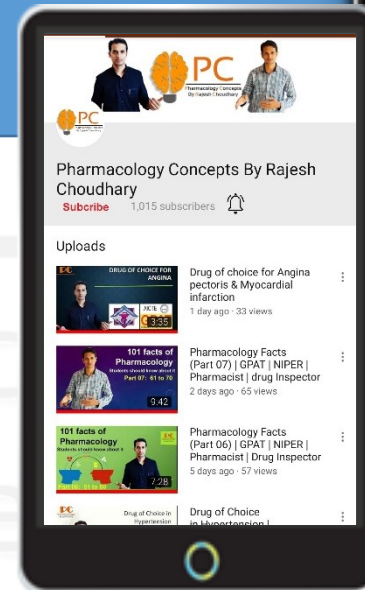 PC
Pharmacology Concepts
By Rajesh Choudhary
PC
Pharmacology Concepts By Rajesh
Choudhary
Subcribe 1,015 subscribers
Uploads
PC
DRUG OF CHOICE FOR
ANGINA
3:35
Drug of choice for Angina
pectoris & Myocardial
infarction
1 day ago · 33 views
PC
101 facts of
Pharmacology
Students should know about it
Part 07: 61 to 70
9:42
Pharmacology Facts
(Part 07) | GPAT | NIPER |
Pharmacist | drug Inspector
2 days ago · 65 views
101 facts of
Pharmacology
Students should know about it
7:28
Pharmacology Facts
(Part 06) | GPAT | NIPER |
Pharmacist | Drug Inspector
5 days ago · 57 views
PC
Drug of Choice in
Hypertension
Drug of Choice
in Hypertension |